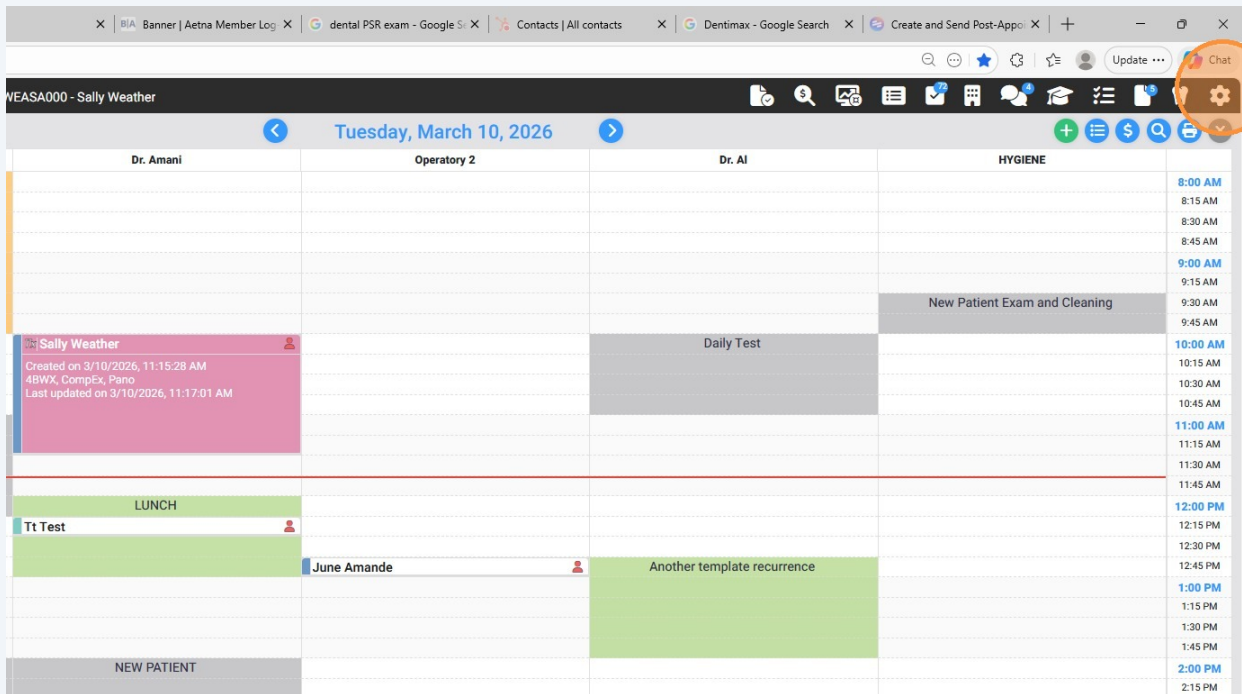 B|A Banner | Aetna Member Log
dental PSR exam - Google Se
Contacts | All contacts
Dentimax - Google Search
Create and Send Post-Appoi
Update
Chat
WEASA000 - Sally Weather
72
4
5
Tuesday, March 10, 2026
Dr. Amani
Operatory 2
Dr. Al
HYGIENE
8:00 AM
8:15 AM
8:30 AM
8:45 AM
9:00 AM
9:15 AM
New Patient Exam and Cleaning
9:30 AM
9:45 AM
Sally Weather
Daily Test
10:00 AM
Created on 3/10/2026, 11:15:28 AM
10:15 AM
4BWX, CompEx, Pano
10:30 AM
Last updated on 3/10/2026, 11:17:01 AM
10:45 AM
11:00 AM
11:15 AM
11:30 AM
11:45 AM
LUNCH
12:00 PM
Tt Test
12:15 PM
12:30 PM
June Amande
Another template recurrence
12:45 PM
1:00 PM
1:15 PM
1:30 PM
1:45 PM
NEW PATIENT
2:00 PM
2:15 PM